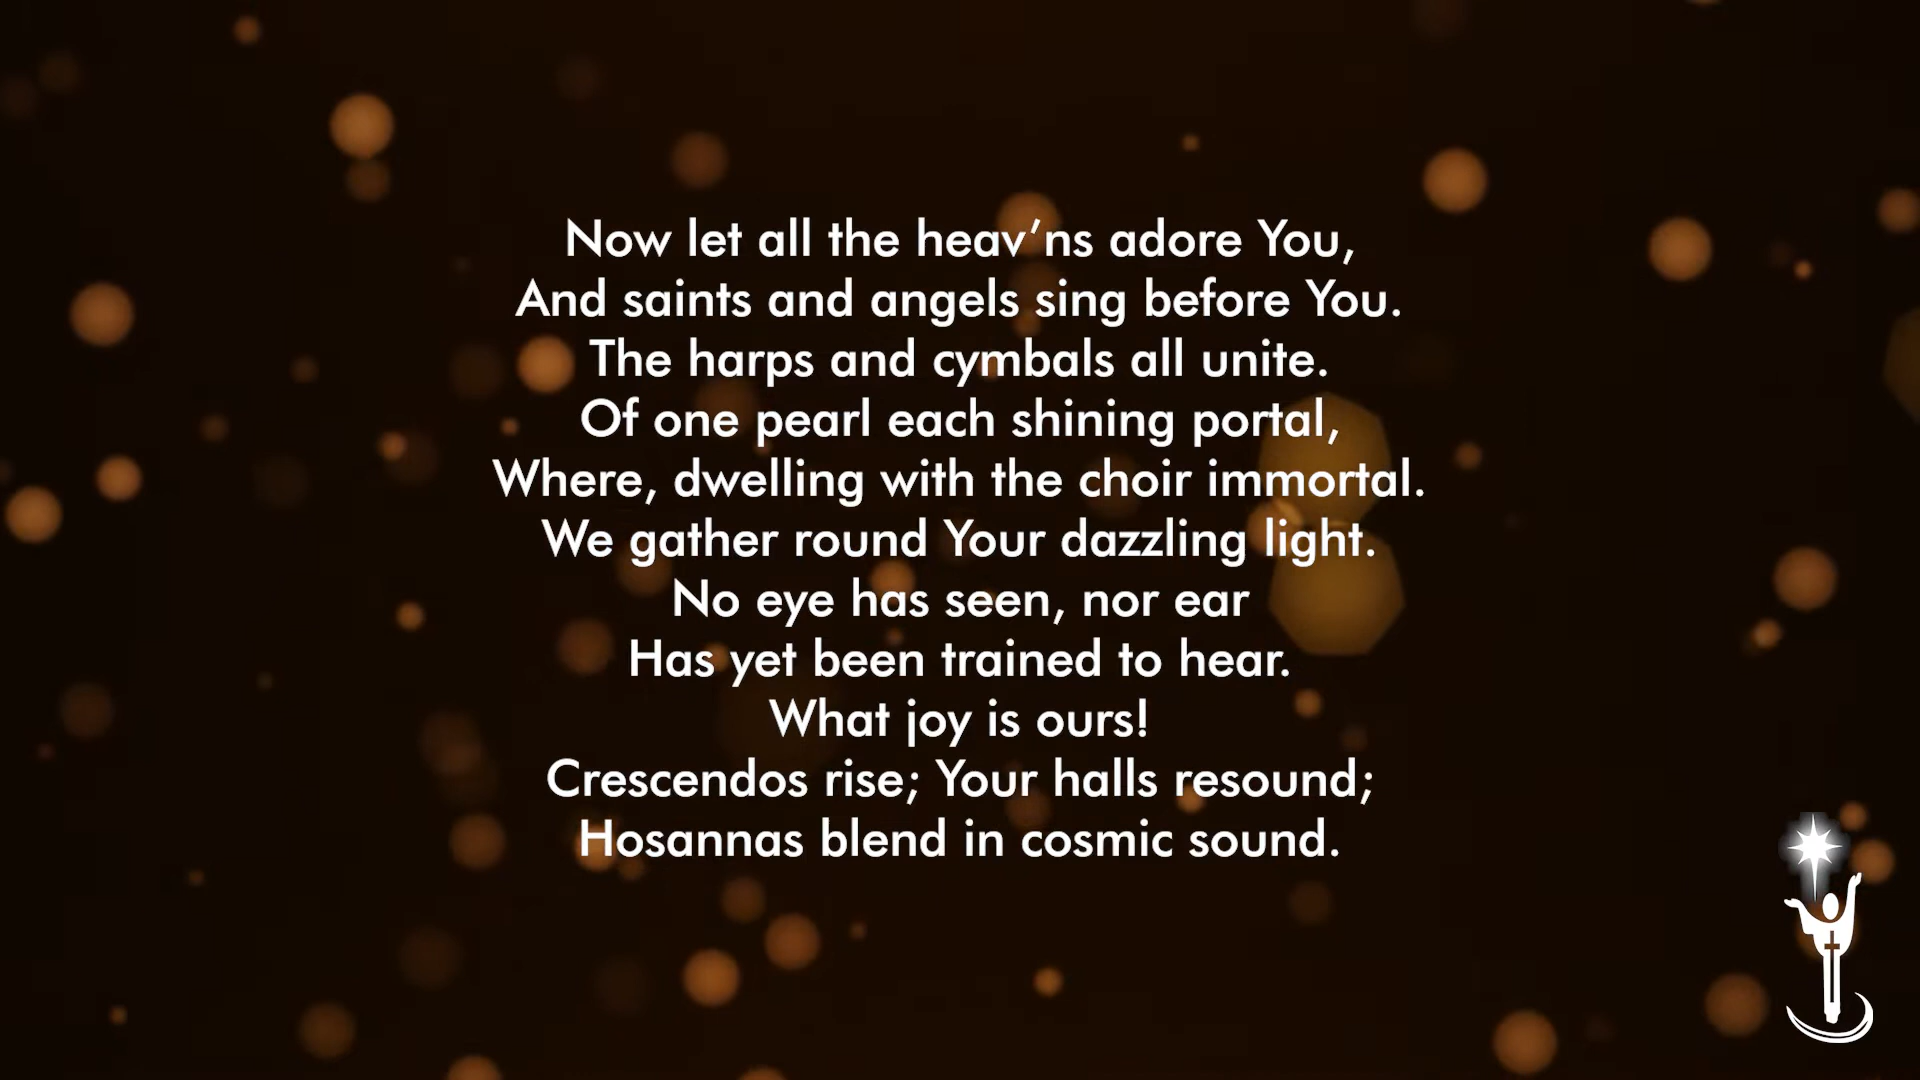 Now let all the heav’ns adore You,
And saints and angels sing before You.
The harps and cymbals all unite.
Of one pearl each shining portal,
Where, dwelling with the choir immortal.
We gather round Your dazzling light.
No eye has seen, nor ear
Has yet been trained to hear.
What joy is ours!
Crescendos rise; Your halls resound;
Hosannas blend in cosmic sound.